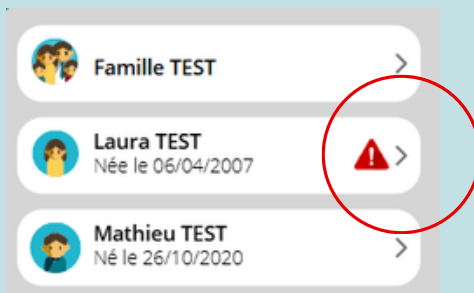 Famille TEST
Laura TEST
Née le 06/04/2007
Mathieu TEST
Né le 26/10/2020